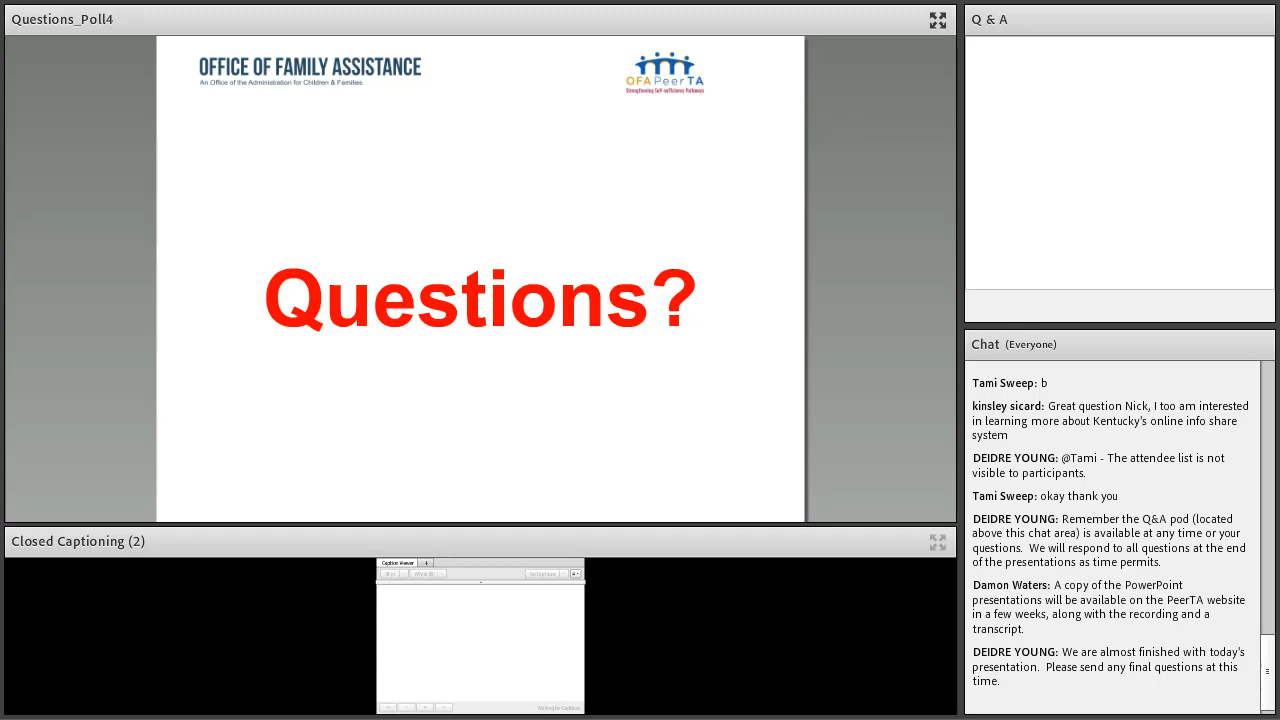 Questions_Poll4
OFFICE OF FAMILY ASSISTANCE
An Office of the Administration for Children & Families
OFAPeerTA
Strengthening Self-sufficiency Pathways
Questions?
Closed Captioning (2)
Caption Viewer
No Captions
Waiting for Captions
Q & A
Chat (Everyone)
Tami Sweep: b
kinsley sicard: Great question Nick, I too am interested
in learning more about Kentucky's online info share
system
DEIDRE YOUNG: @Tami - The attendee list is not
visible to participants.
Tami Sweep: okay thank you
DEIDRE YOUNG: Remember the Q&A pod (located
above this chat area) is available at any time or your
questions.  We will respond to all questions at the end
of the presentations as time permits.
Damon Waters: A copy of the PowerPoint
presentations will be available on the PeerTA website
in a few weeks, along with the recording and a
transcript.
DEIDRE YOUNG: We are almost finished with today's
presentation.  Please send any final questions at this
time.